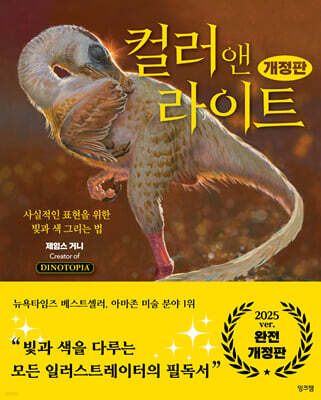 컬러 앤
개정판
라이트
사실적인 표현을 위한
빛과 색 그리는 법
제임스 거니
Creator of
DINOTOPIA
뉴욕타임즈 베스트셀러, 아마존 미술 분야 1위
“빛과 색을 다루는
모든 일러스트레이터의 필독서”
2025
ver.
완전
개정판
잉크잼